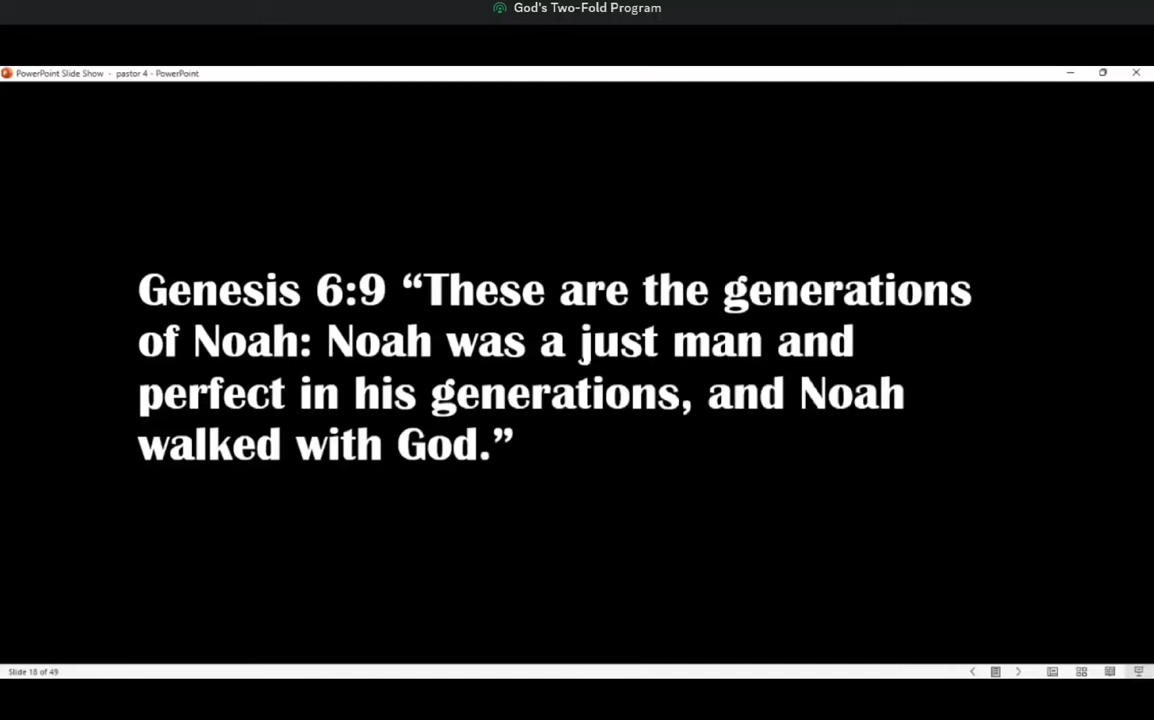 God's Two-Fold Program
PowerPoint Slide Show - pastor 4 - PowerPoint
Genesis 6:9 “These are the generations
of Noah: Noah was a just man and
perfect in his generations, and Noah
walked with God.”
Slide 18 of 49